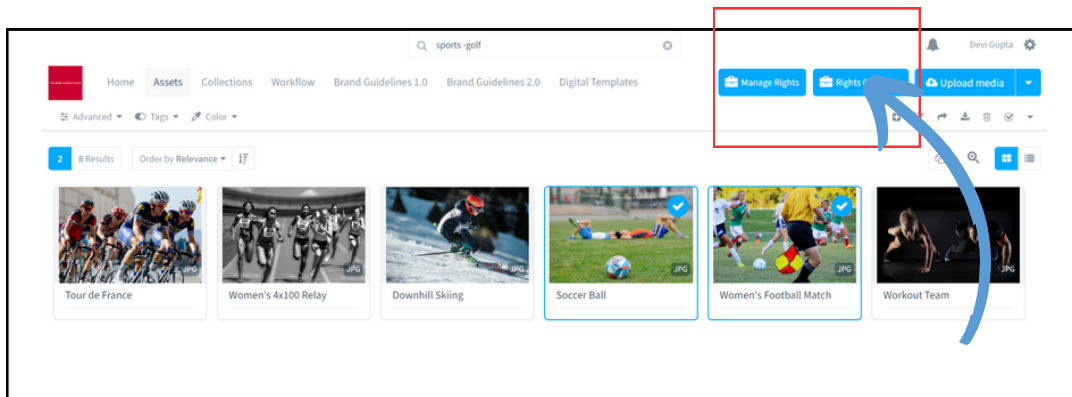 sports -golf
Devi Gupta
Home Assets Collections Workflow Brand Guidelines 1.0 Brand Guidelines 2.0 Digital Templates
Manage Rights Rights Upload media
Advanced Tags Color
2 8 Results Order by Relevance
JPG JPG JPG JPG JPG
Tour de France Women's 4x100 Relay Downhill Skiing Soccer Ball Women's Football Match Workout Team